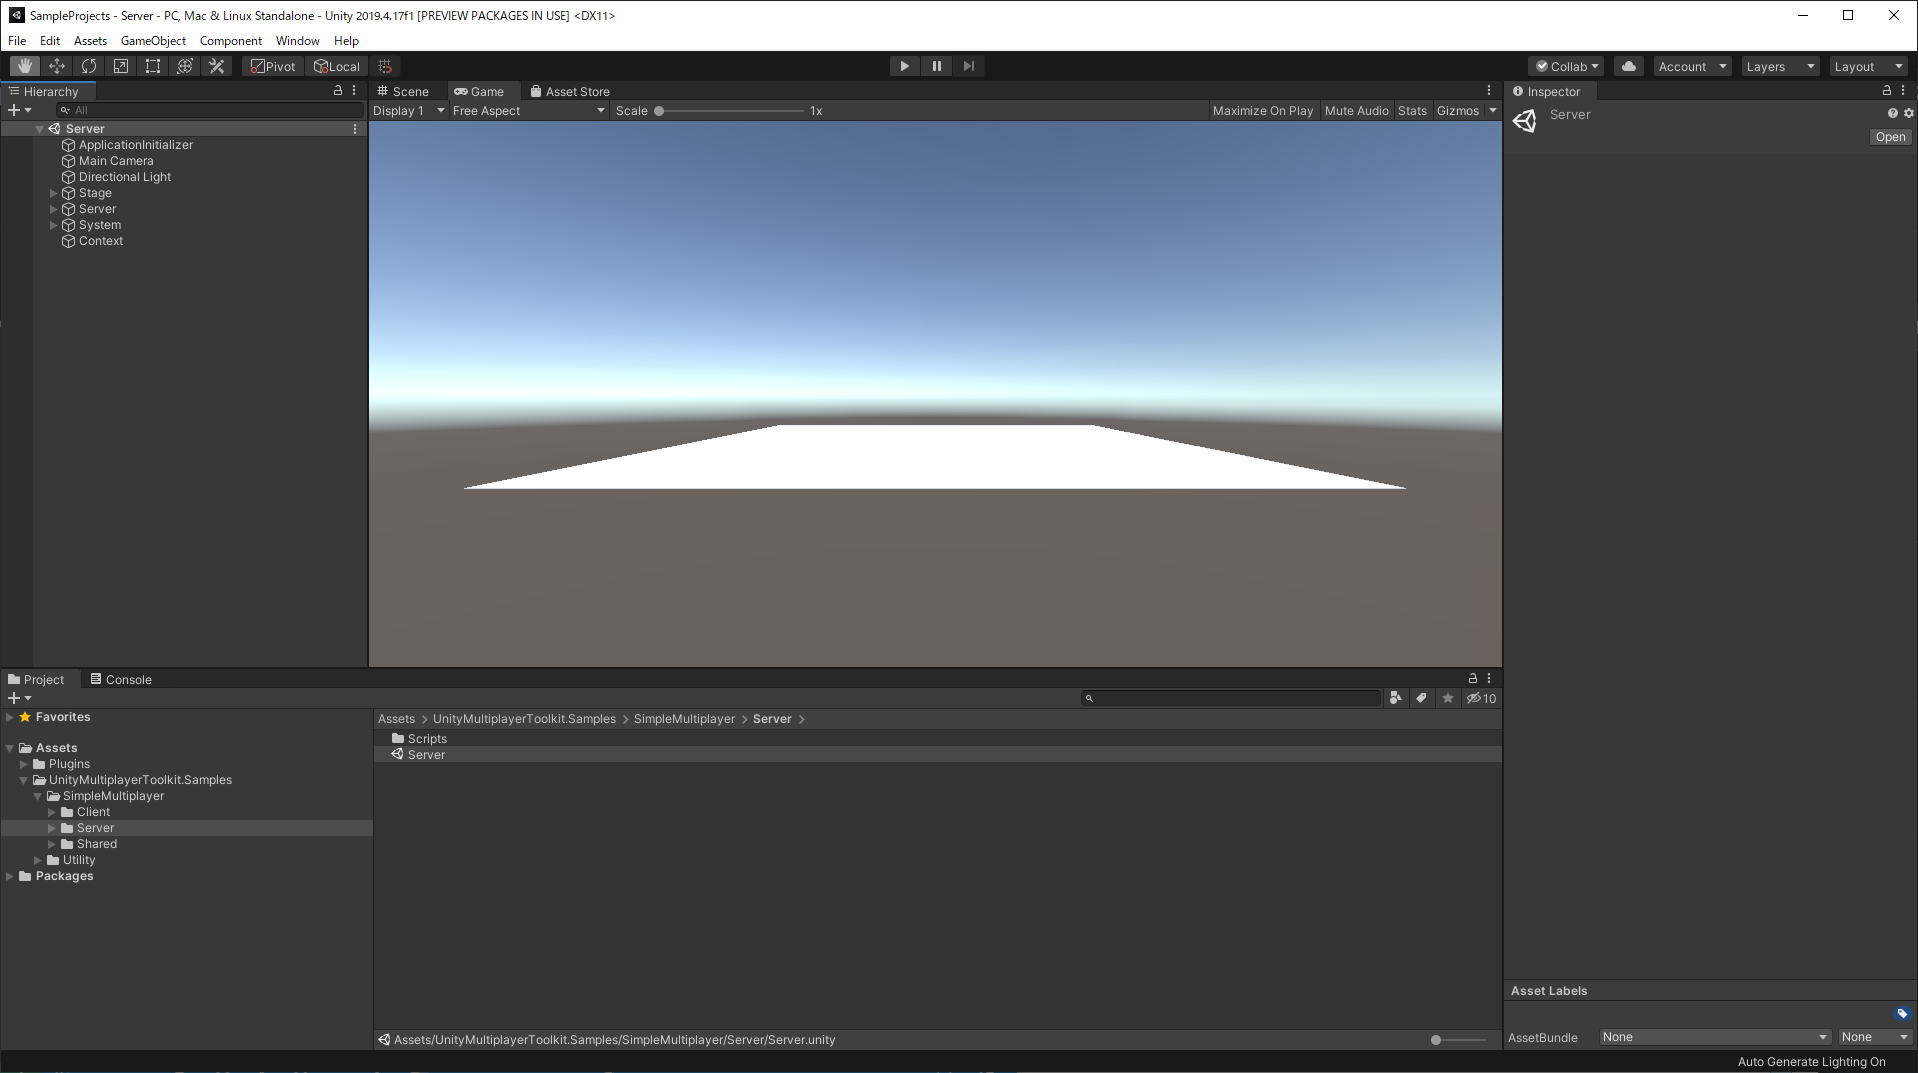 SampleProjects - Server - PC, Mac & Linux Standalone - Unity 2019.4.17f1 [PREVIEW PACKAGES IN USE] <DX11>
File Edit Assets GameObject Component Window Help
Pivot Local Collab Account Layers Layout
Hierarchy
All
Server
ApplicationInitializer
Main Camera
Directional Light
Stage
Server
System
Context
Scene Game Asset Store
Display 1 Free Aspect Scale 1x Maximize On Play Mute Audio Stats Gizmos
Inspector
Server
Open
Project Console
10
Favorites
Assets
Plugins
UnityMultiplayerToolkit.Samples
SimpleMultiplayer
Client
Server
Shared
Utility
Packages
Assets > UnityMultiplayerToolkit.Samples > SimpleMultiplayer > Server >
Scripts
Server
Assets/UnityMultiplayerToolkit.Samples/SimpleMultiplayer/Server/Server.unity
Asset Labels
AssetBundle None None
Auto Generate Lighting On